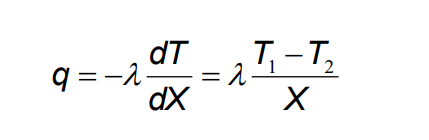 q = −λ dT/dX = λ (T₁ − T₂)/X